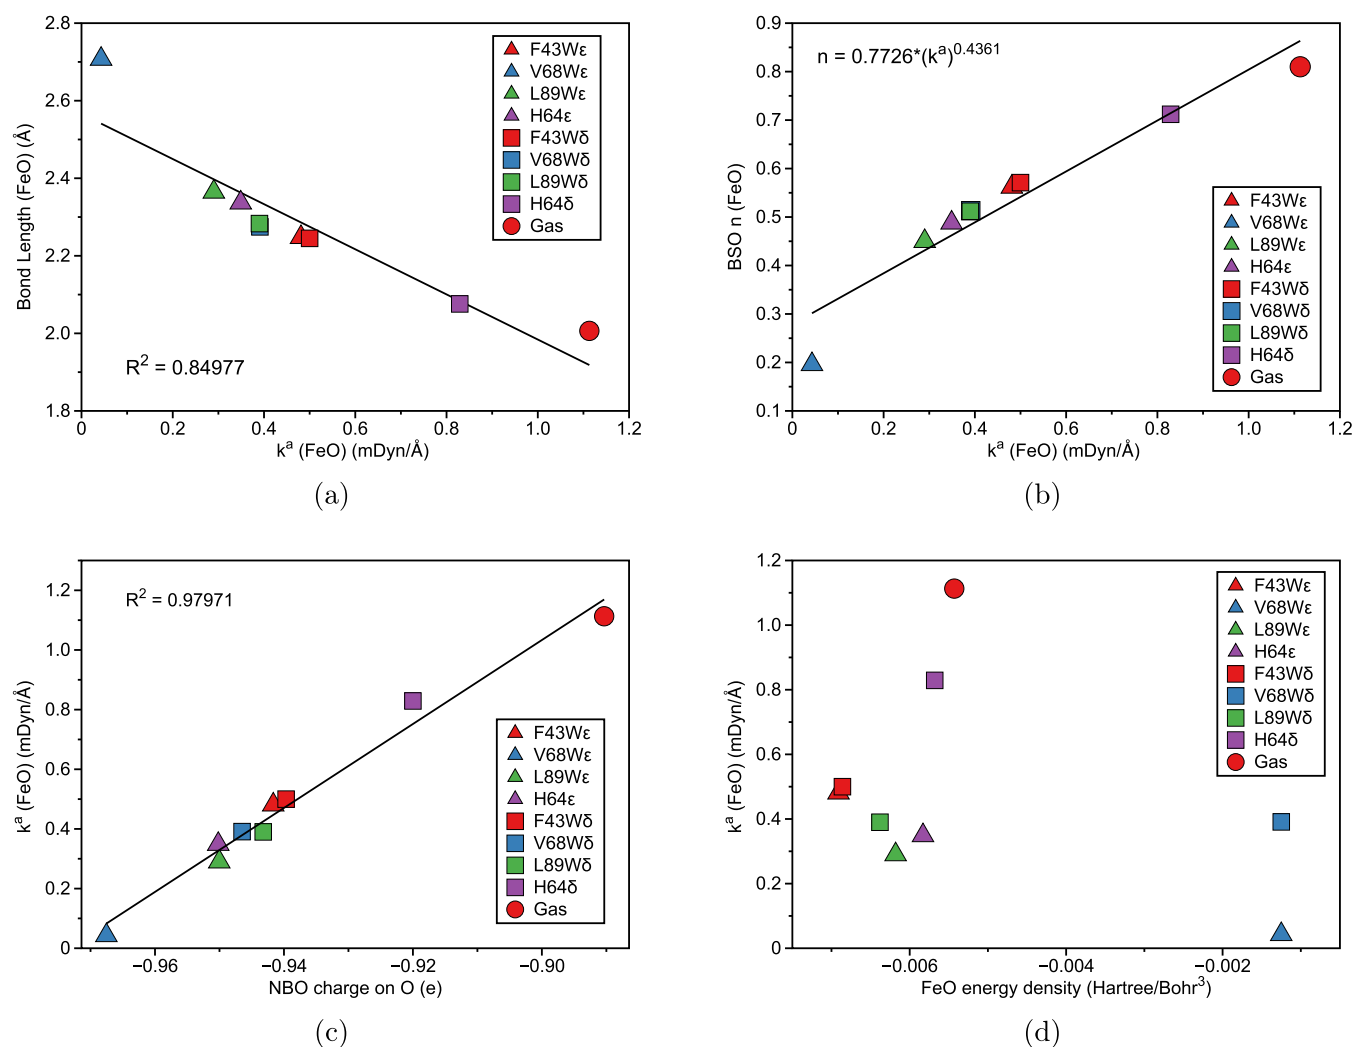 2.8
2.6
2.4
2.2
2.0
1.8
Bond Length (FeO) (Å)
F43Wε
V68Wε
L89Wε
H64ε
F43Wδ
V68Wδ
L89Wδ
H64δ
Gas
R² = 0.84977
0 0.2 0.4 0.6 0.8 1.0 1.2
kᵃ (FeO) (mDyn/Å)
(a)
0.9
0.8
0.7
0.6
0.5
0.4
0.3
0.2
0.1
BSO n (FeO)
n = 0.7726*(kᵃ)⁰·⁴³⁶¹
F43Wε
V68Wε
L89Wε
H64ε
F43Wδ
V68Wδ
L89Wδ
H64δ
Gas
0 0.2 0.4 0.6 0.8 1.0 1.2
kᵃ (FeO) (mDyn/Å)
(b)
1.2
1.0
0.8
0.6
0.4
0.2
0
kᵃ (FeO) (mDyn/Å)
R² = 0.97971
F43Wε
V68Wε
L89Wε
H64ε
F43Wδ
V68Wδ
L89Wδ
H64δ
Gas
−0.96 −0.94 −0.92 −0.90
NBO charge on O (e)
(c)
1.2
1.0
0.8
0.6
0.4
0.2
0
kᵃ (FeO) (mDyn/Å)
F43Wε
V68Wε
L89Wε
H64ε
F43Wδ
V68Wδ
L89Wδ
H64δ
Gas
−0.006 −0.004 −0.002
FeO energy density (Hartree/Bohr³)
(d)